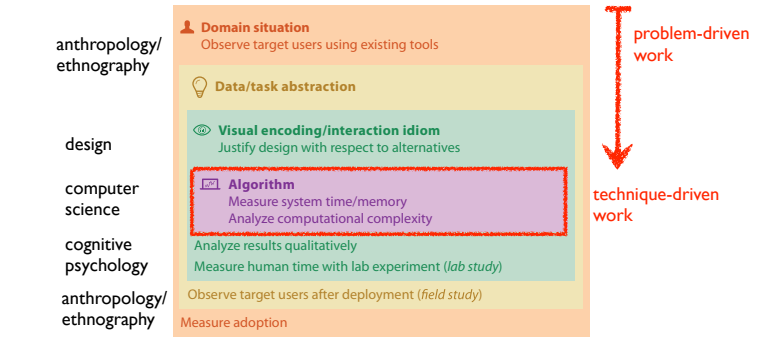 Domain situation
Observe target users using existing tools
problem-driven
work
anthropology/
ethnography
Data/task abstraction
Visual encoding/interaction idiom
design
Justify design with respect to alternatives
Algorithm
computer
science
Measure system time/memory
Analyze computational complexity
technique-driven
work
cognitive
psychology
Analyze results qualitatively
Measure human time with lab experiment (lab study)
anthropology/
ethnography
Observe target users after deployment (field study)
Measure adoption